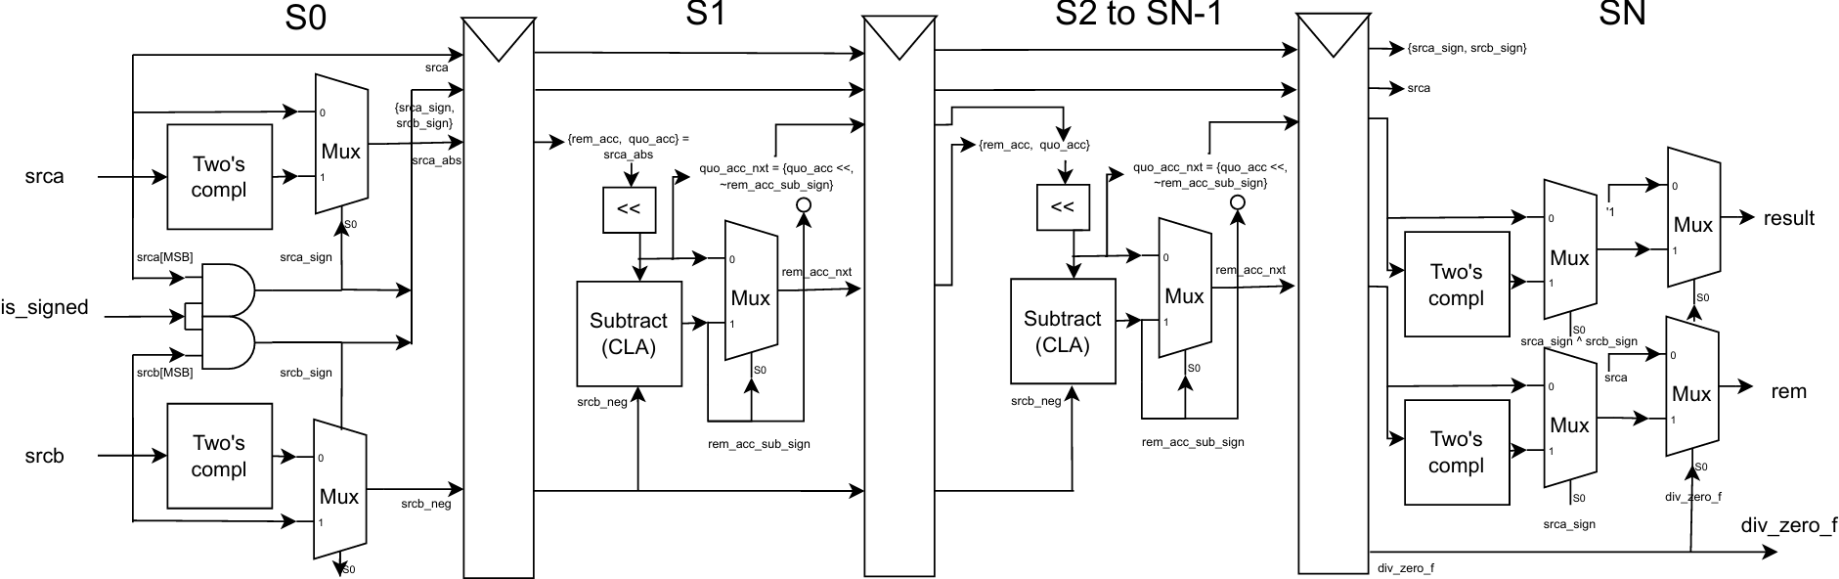 S0
S1
S2 to SN-1
SN
srca
{srca_sign,
srcb_sign}
srca_abs
0
Mux
1
S0
Two's
compl
srca
srca[MSB]
srca_sign
is_signed
srcb[MSB]
srcb_sign
srcb
Two's
compl
0
Mux
1
S0
srcb_neg
{rem_acc, quo_acc} =
srca_abs
<<
quo_acc_nxt = {quo_acc <<,
~rem_acc_sub_sign}
0
Mux
1
S0
rem_acc_nxt
Subtract
(CLA)
srcb_neg
rem_acc_sub_sign
{rem_acc, quo_acc}
<<
quo_acc_nxt = {quo_acc <<,
~rem_acc_sub_sign}
0
Mux
1
S0
rem_acc_nxt
Subtract
(CLA)
srcb_neg
rem_acc_sub_sign
{srca_sign, srcb_sign}
srca
0
Mux
1
S0
srca_sign ^ srcb_sign
Two's
compl
'1
0
Mux
1
S0
result
0
Mux
1
S0
srca_sign
Two's
compl
srca
0
Mux
1
S0
rem
div_zero_f
div_zero_f
div_zero_f